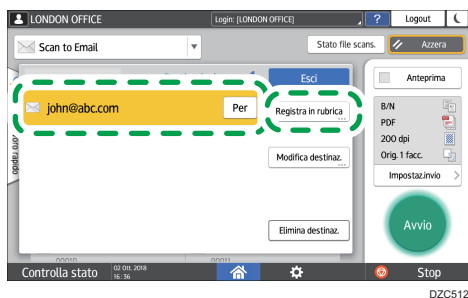 LONDON OFFICE
Login: [LONDON OFFICE]
?
Logout
Scan to Email
Stato file scans.
Azzera
Esci
Anteprima
john@abc.com
Per
Registra in rubrica
...
B/N
PDF
200 dpi
Orig. 1 facc.
Modifica destinaz.
...
Impostaz.invio
Elimina destinaz.
Avvio
00010
00011
Controlla stato
02 Ott. 2018
16: 36
Stop
DZC512